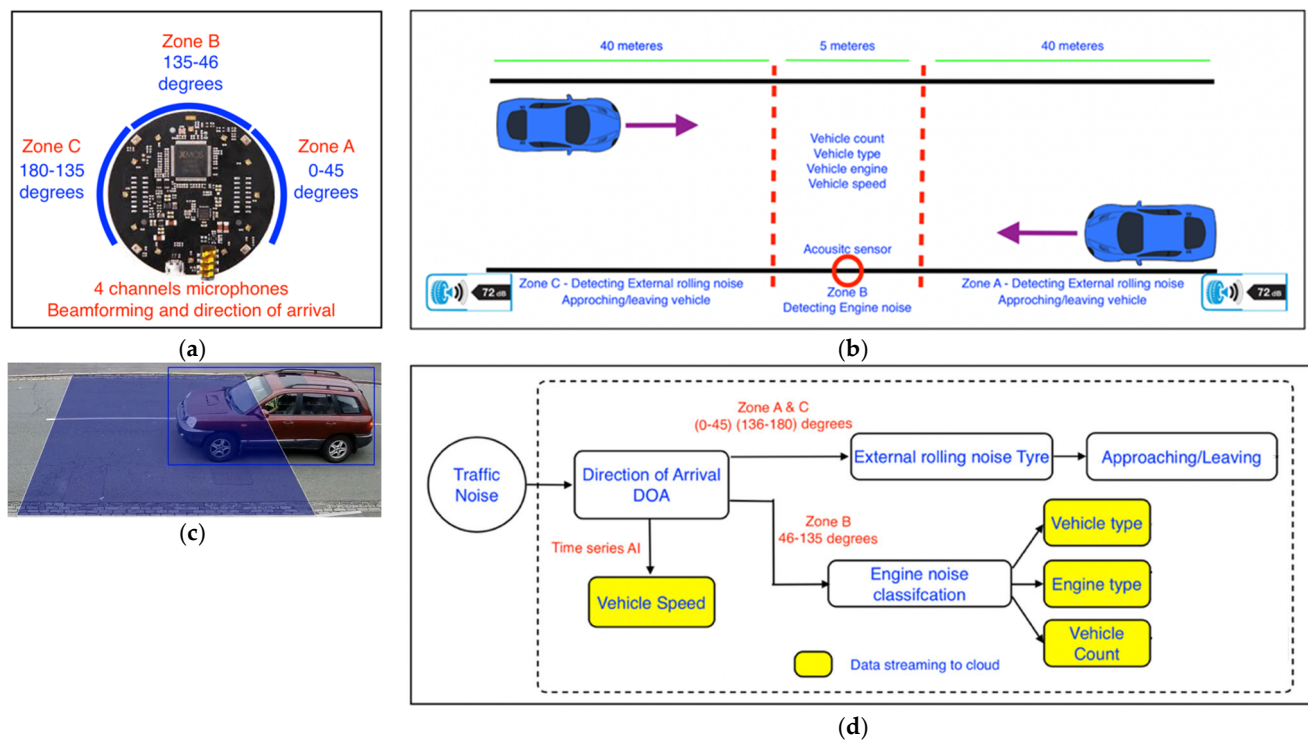 Zone B
135-46
degrees
Zone C
180-135
degrees
Zone A
0-45
degrees
XMOS
4 channels microphones
Beamforming and direction of arrival
(a)
40 meteres
5 meteres
40 meteres
Vehicle count
Vehicle type
Vehicle engine
Vehicle speed
Acousitc sensor
72 dB
Zone C - Detecting External rolling noise
Approching/leaving vehicle
Zone B
Detecting Engine noise
Zone A - Detecting External rolling noise
Approching/leaving vehicle
72 dB
(b)
(c)
Traffic
Noise
Direction of Arrival
DOA
Zone A & C
(0-45) (136-180) degrees
External rolling noise Tyre
Approaching/Leaving
Zone B
46-135 degrees
Time series AI
Vehicle Speed
Engine noise
classifcation
Vehicle type
Engine type
Vehicle
Count
Data streaming to cloud
(d)